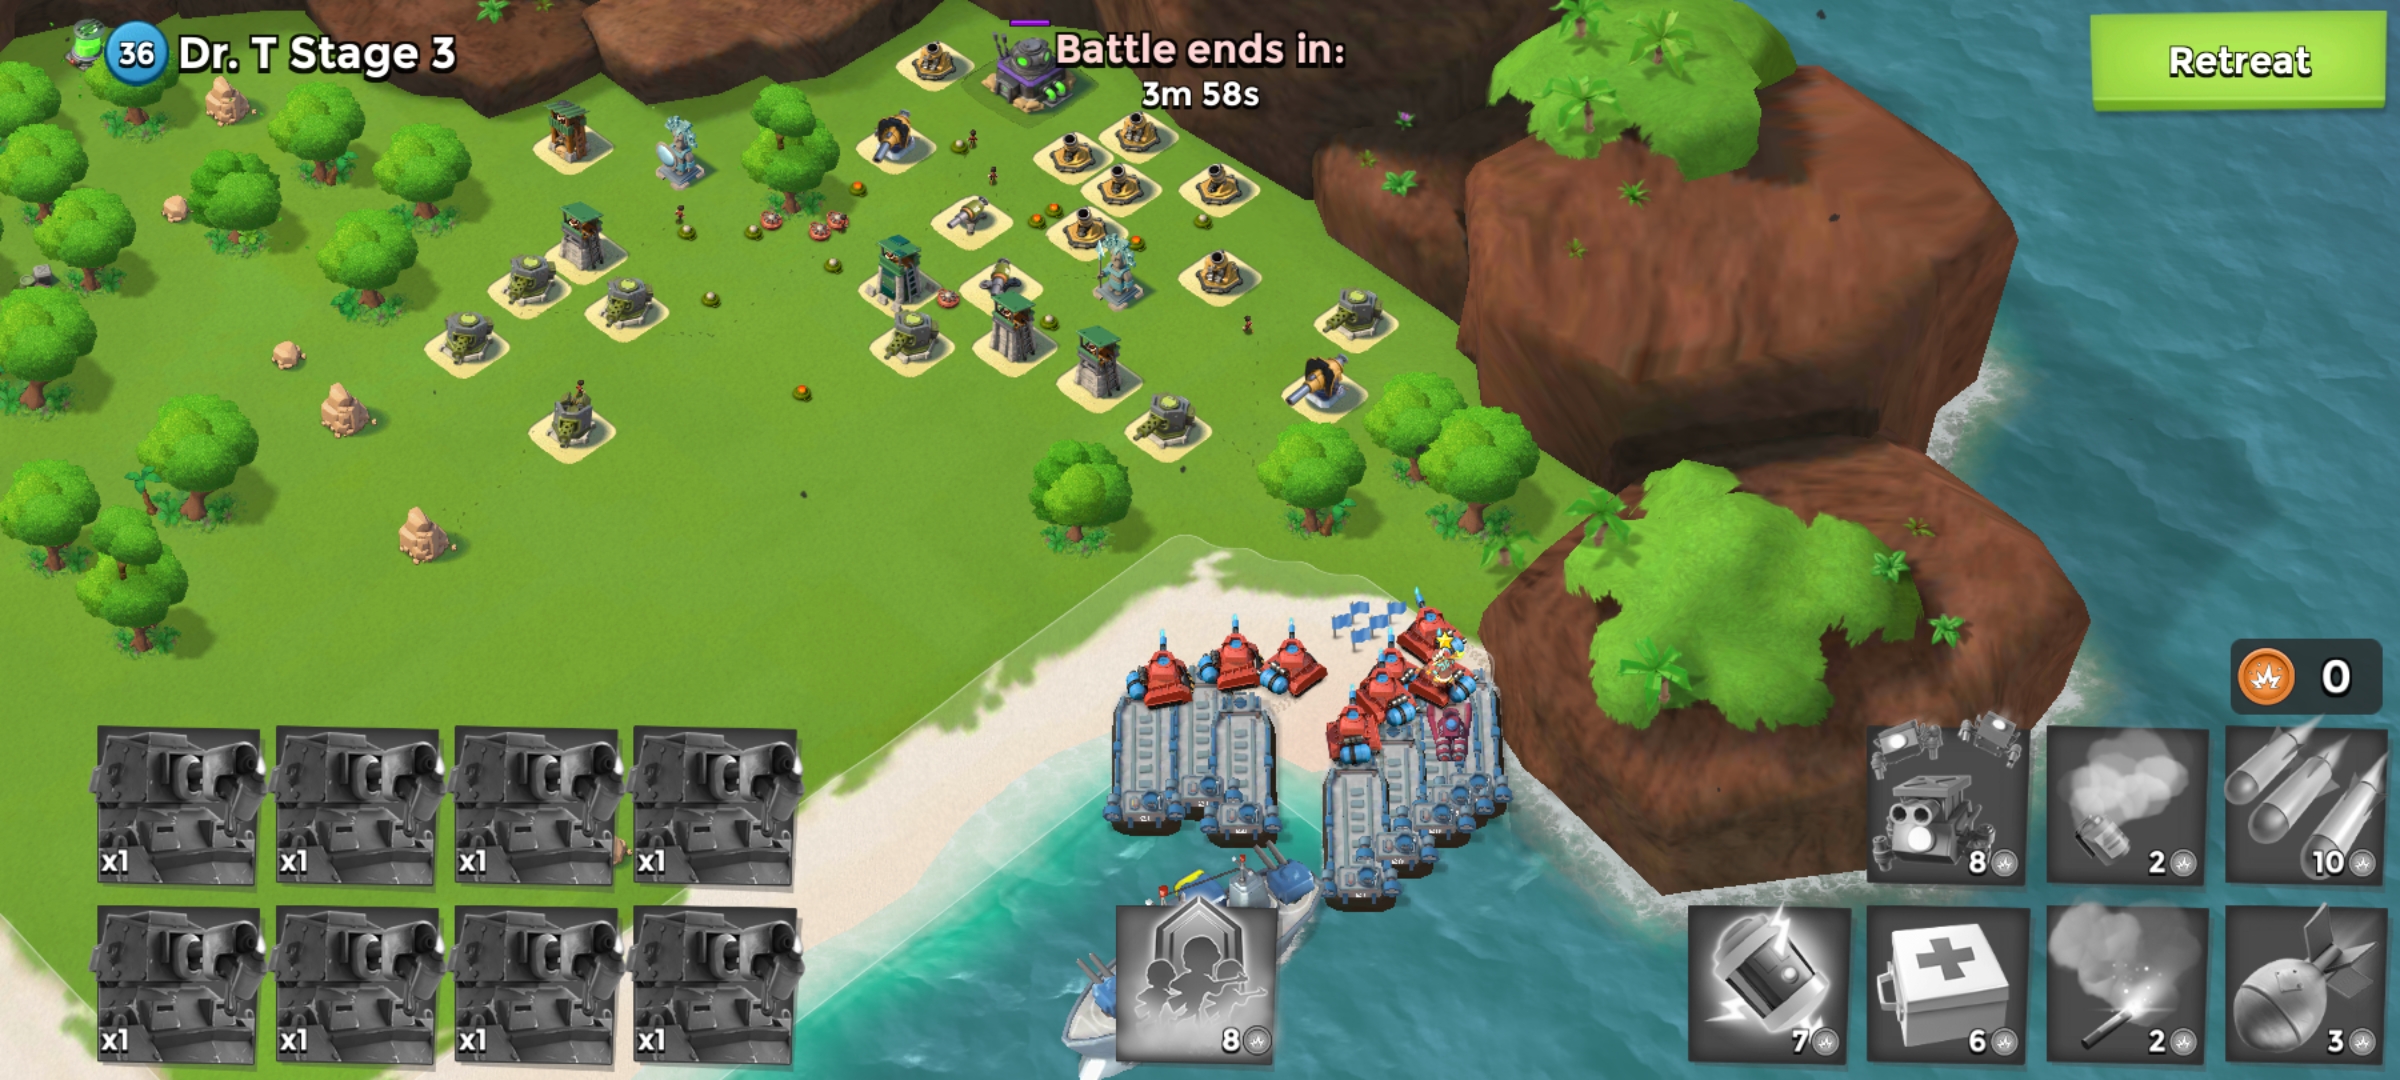 36 Dr. T Stage 3
Battle ends in:
3m 58s
Retreat
0
x1 x1 x1 x1
8 2 10
x1 x1 x1 x1
8 7 6 2 3